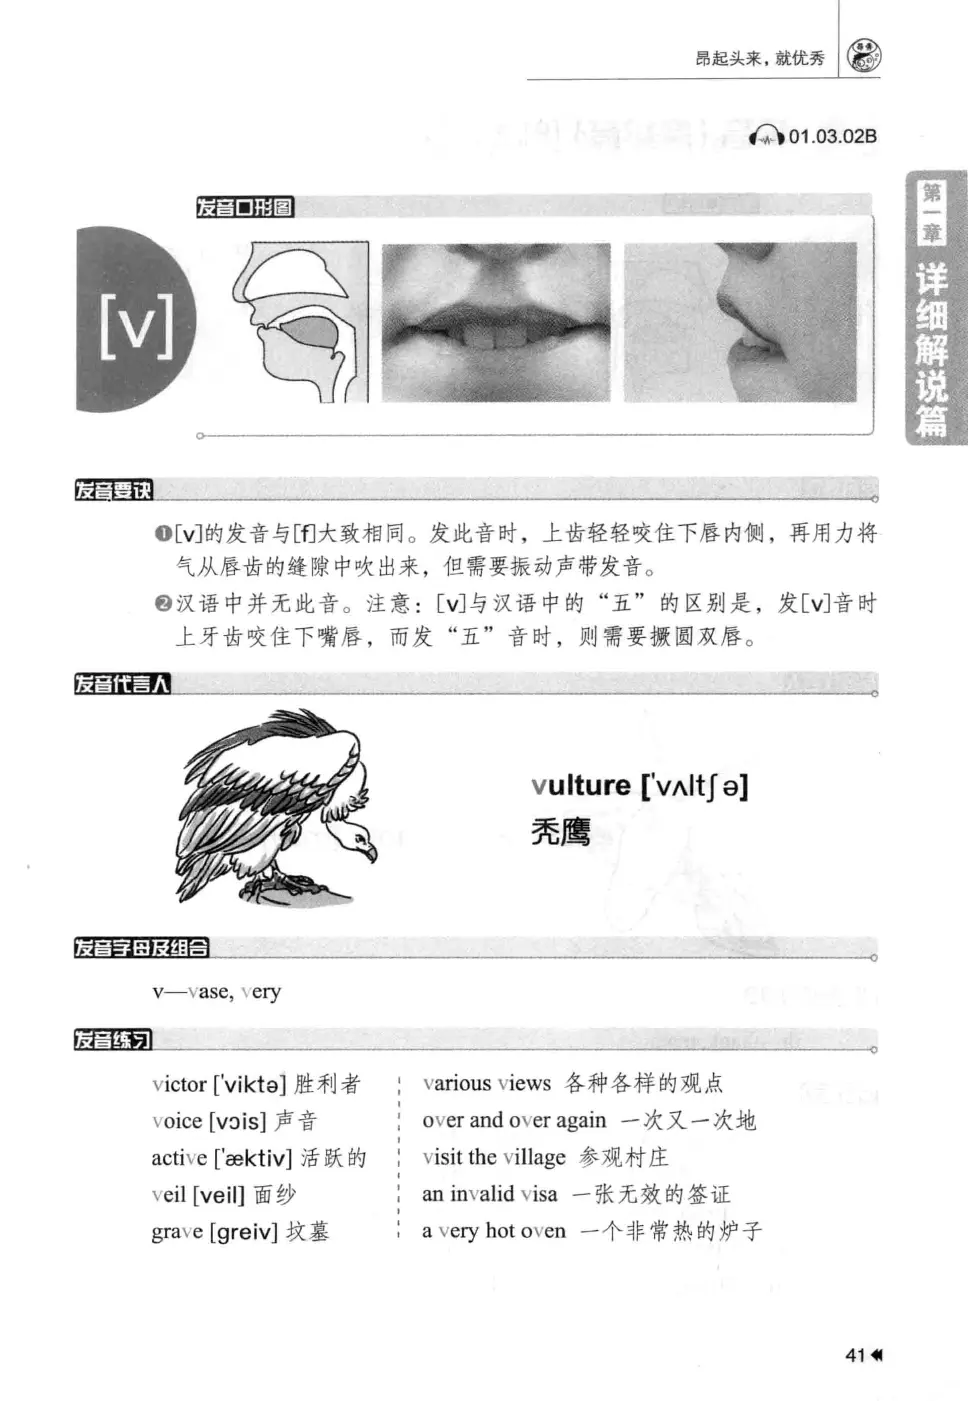 昂起头来，就优秀
01.03.02B
第一章 详细解说篇
发音口形图
[v]
发音要诀
❶[v]的发音与[f]大致相同。发此音时，上齿轻轻咬住下唇内侧，再用力将
气从唇齿的缝隙中吹出来，但需要振动声带发音。
❷汉语中并无此音。注意：[v]与汉语中的“五”的区别是，发[v]音时
上牙齿咬住下嘴唇，而发“五”音时，则需要撅圆双唇。
发音代言人
vulture ['vʌltʃə]
秃鹰
发音字母及组合
v—vase, very
发音练习
victor ['viktə] 胜利者
voice [vɔis] 声音
active ['æktiv] 活跃的
veil [veil] 面纱
grave [greiv] 坟墓
various views 各种各样的观点
over and over again 一次又一次地
visit the village 参观村庄
an invalid visa 一张无效的签证
a very hot oven 一个非常热的炉子
41